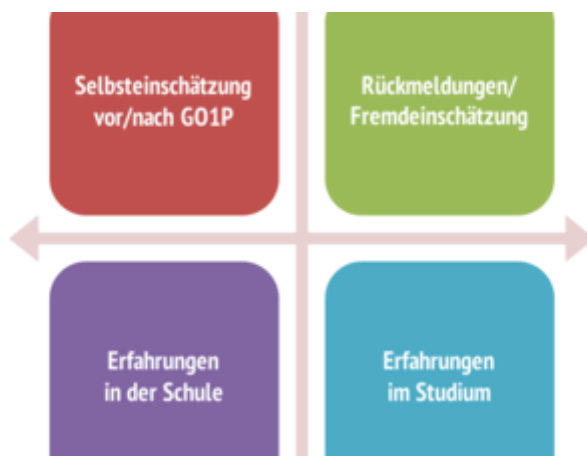 Selbsteinschätzung
vor/nach GO1P
Rückmeldungen/
Fremdeinschätzung
Erfahrungen
in der Schule
Erfahrungen
im Studium